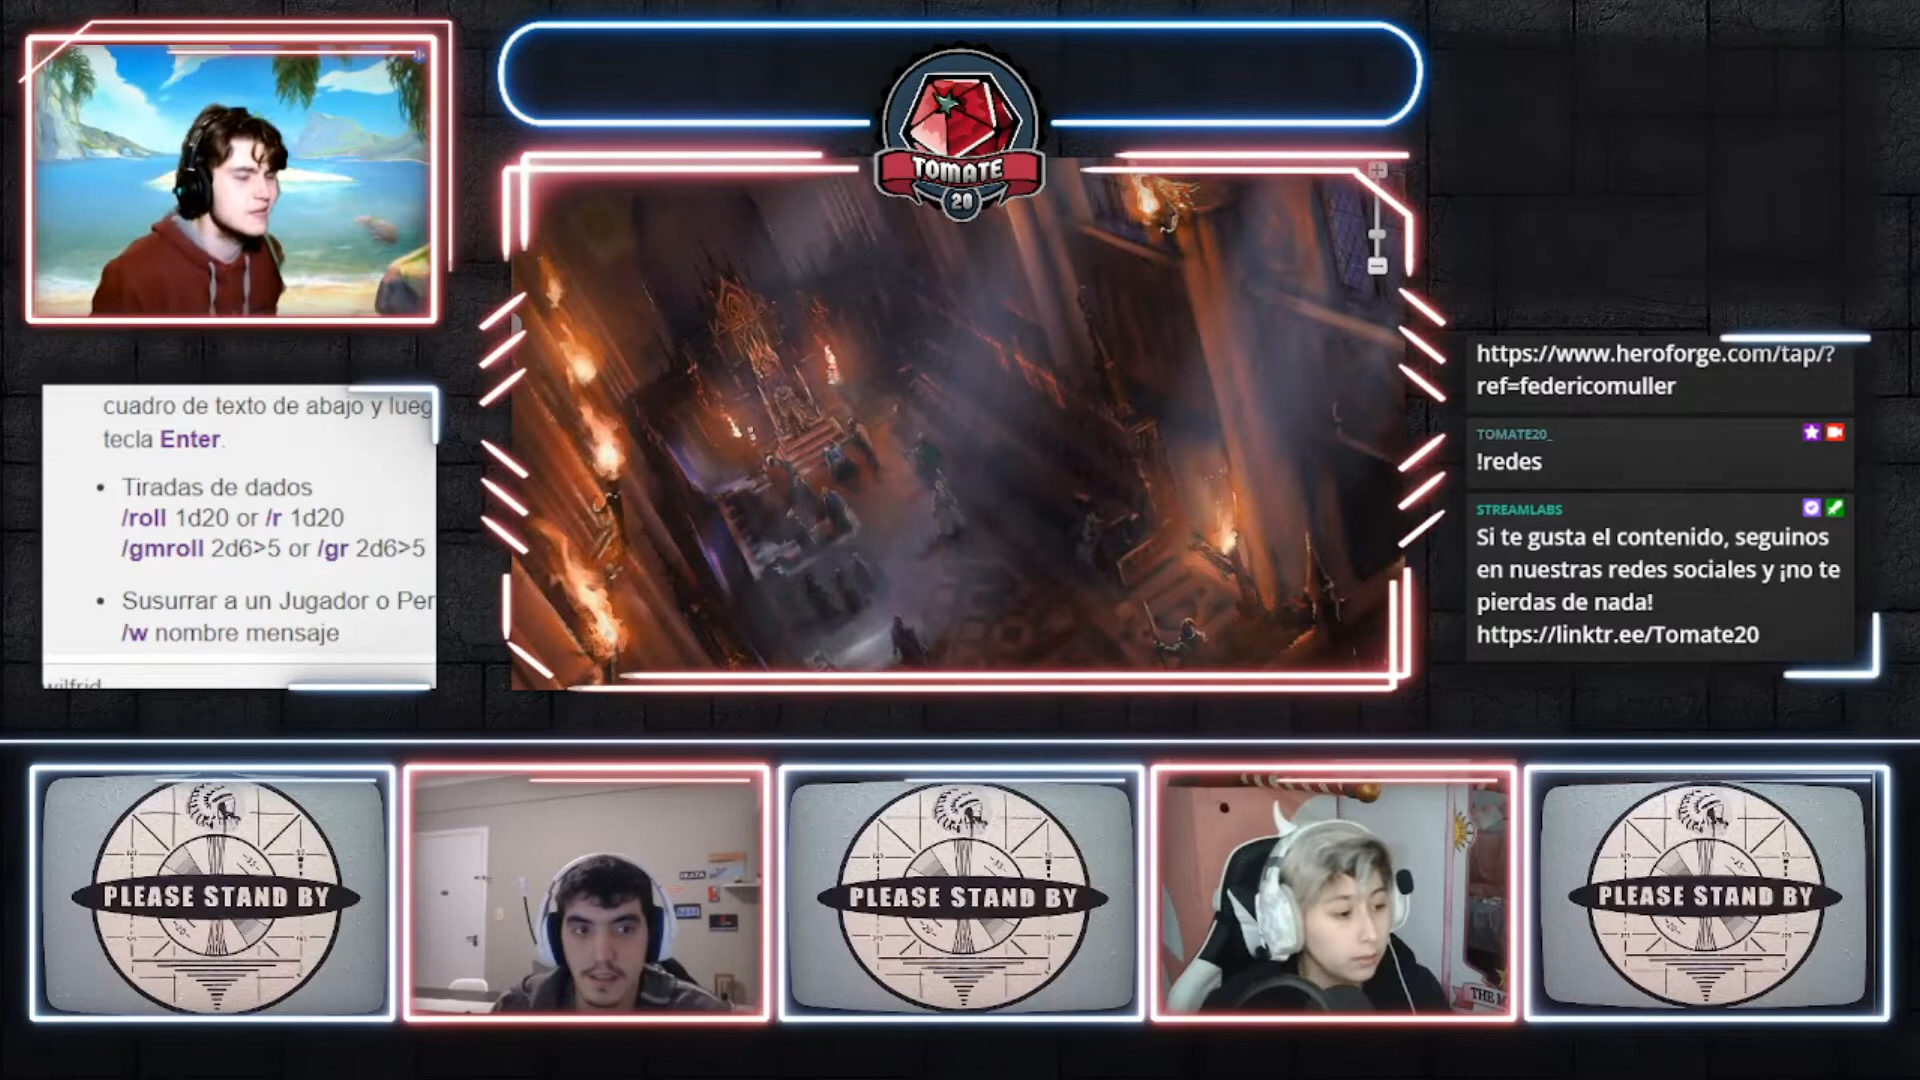 TOMATE
20
cuadro de texto de abajo y lueg
tecla Enter.
• Tiradas de dados
/roll 1d20 or /r 1d20
/gmroll 2d6>5 or /gr 2d6>5
• Susurrar a un Jugador o Per
/w nombre mensaje
wilfrid
https://www.heroforge.com/tap/?
ref=federicomuller
TOMATE20_
!redes
STREAMLABS
Si te gusta el contenido, seguinos
en nuestras redes sociales y ¡no te
pierdas de nada!
https://linktr.ee/Tomate20
PLEASE STAND BY
PLEASE STAND BY
THE M
PLEASE STAND BY